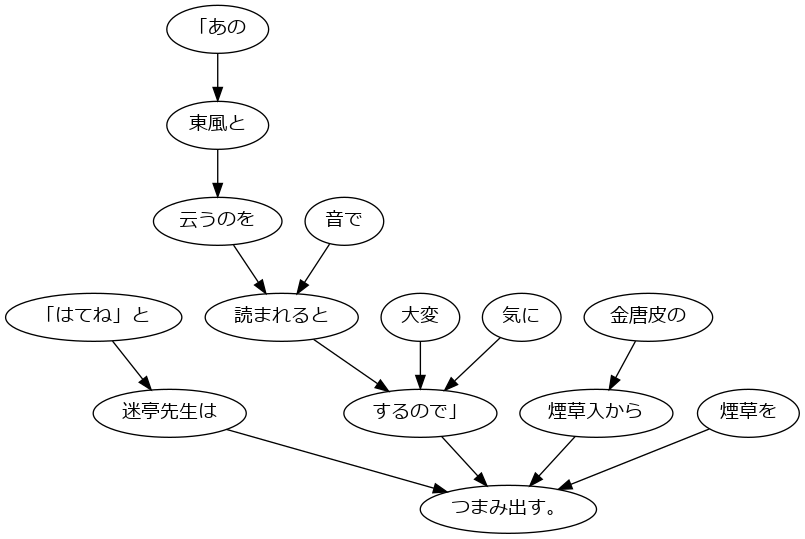 「あの
東風と
云うのを
音で
「はてね」と
読まれると
大変
気に
金唐皮の
迷亭先生は
するので」
煙草入から
煙草を
つまみ出す。